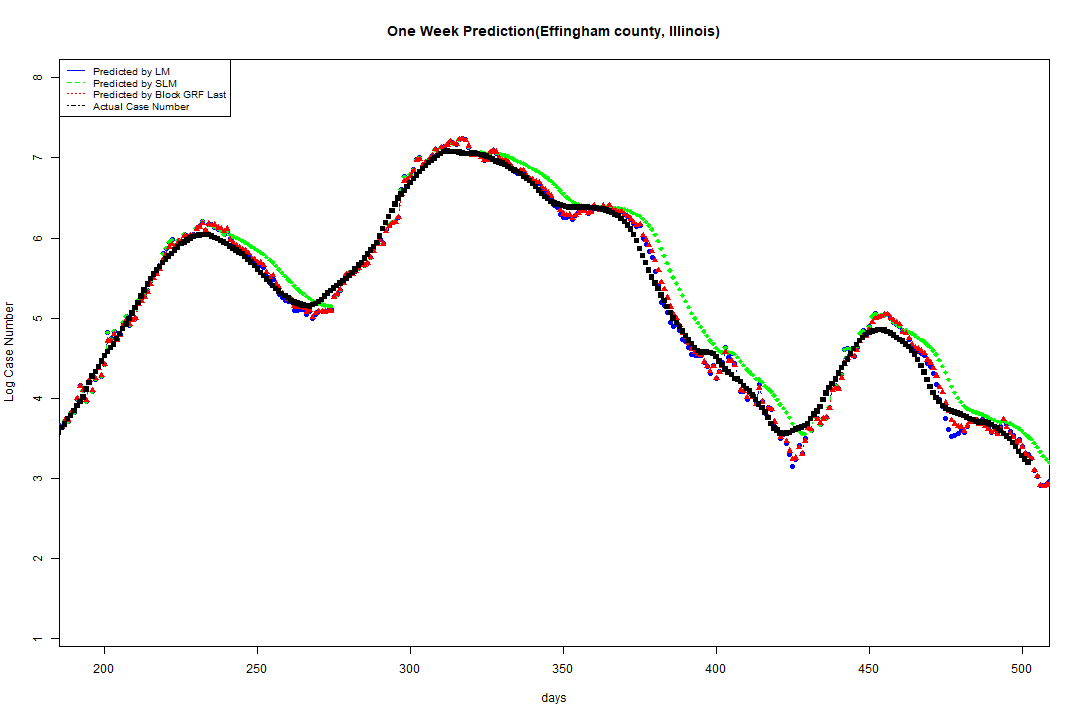 One Week Prediction(Effingham county, Illinois)
Predicted by LM
Predicted by SLM
Predicted by Block GRF Last
Actual Case Number
8
7
6
5
4
3
2
1
Log Case Number
200 250 300 350 400 450 500
days